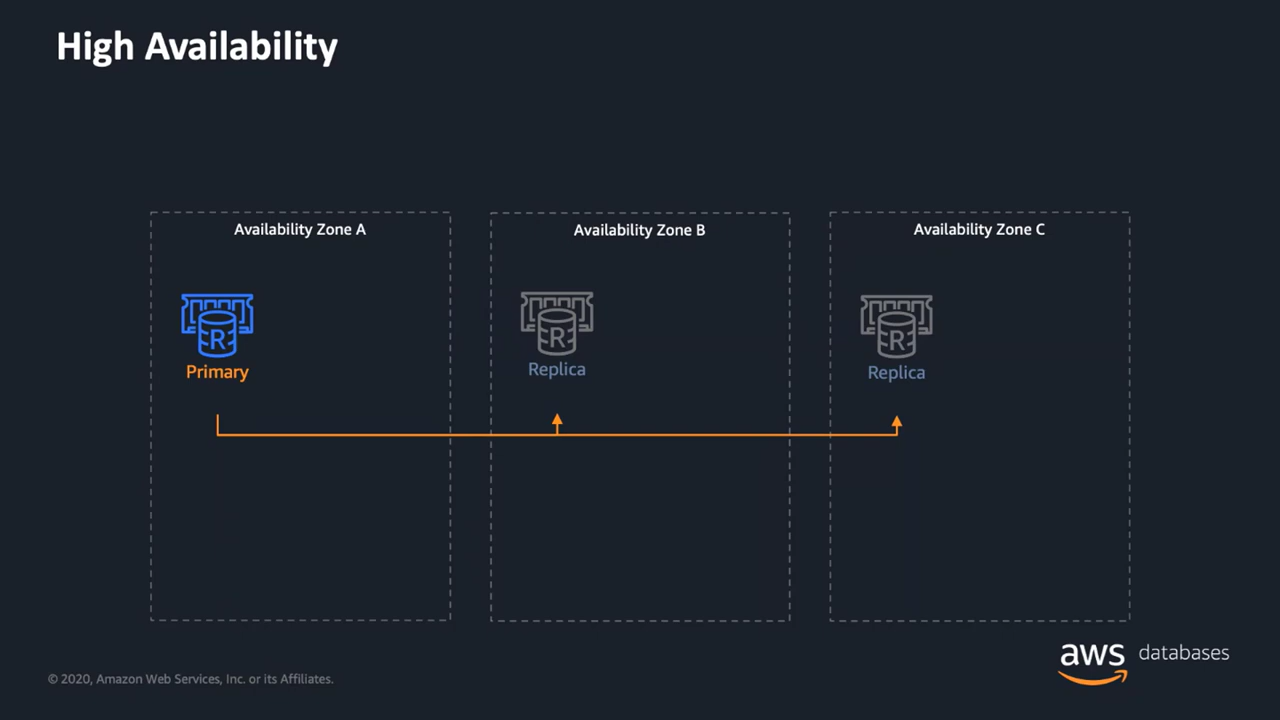 High Availability
Availability Zone A
Availability Zone B
Availability Zone C
R
R
R
Primary
Replica
Replica
© 2020, Amazon Web Services, Inc. or its Affiliates.
aws databases